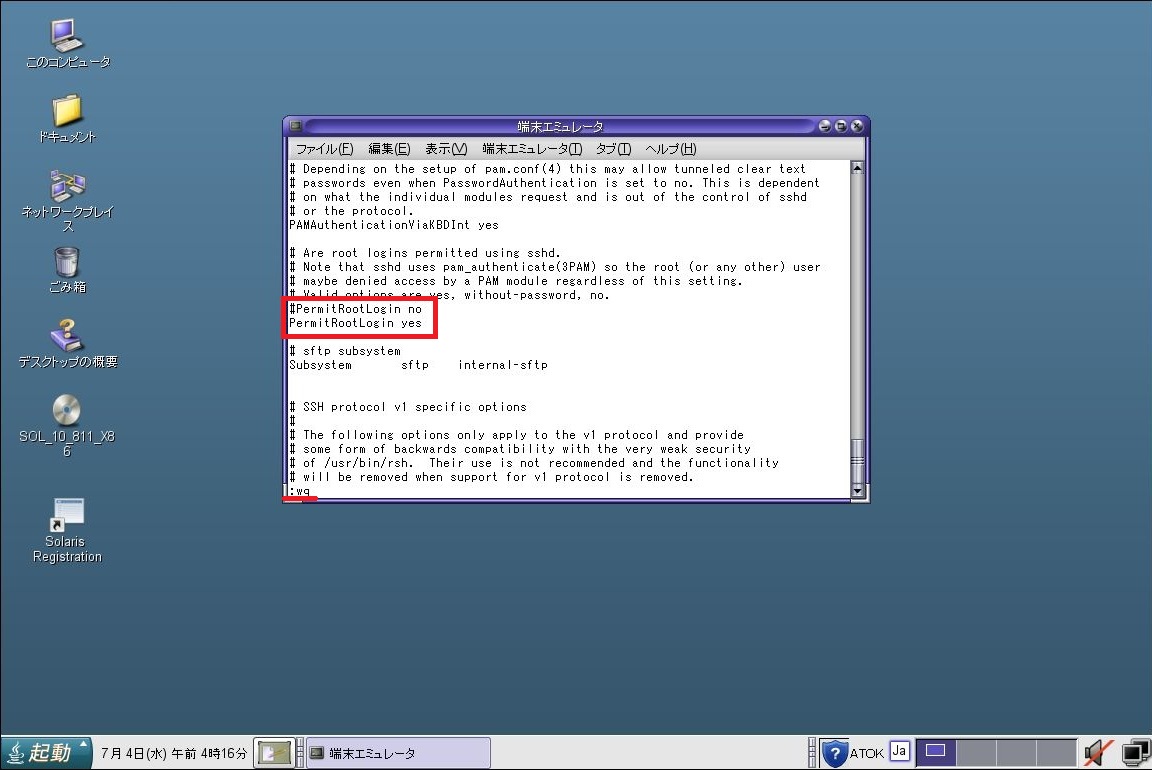 このコンピュータ
ドキュメント
ネットワークプレイ
ス
ごみ箱
デスクトップの概要
SOL_10_811_X8
6
Solaris
Registration
端末エミュレータ
ファイル(F) 編集(E) 表示(V) 端末エミュレータ(T) タブ(T) ヘルプ(H)
# Depending on the setup of pam.conf(4) this may allow tunneled clear text
# passwords even when PasswordAuthentication is set to no. This is dependent
# on what the individual modules request and is out of the control of sshd
# or the protocol.
PAMAuthenticationViaKBDInt yes
# Are root logins permitted using sshd.
# Note that sshd uses pam_authenticate(3PAM) so the root (or any other) user
# maybe denied access by a PAM module regardless of this setting.
# Valid options are yes, without-password, no.
#PermitRootLogin no
PermitRootLogin yes
# sftp subsystem
Subsystem sftp internal-sftp
# SSH protocol v1 specific options
#
# The following options only apply to the v1 protocol and provide
# some form of backwards compatibility with the very weak security
# of /usr/bin/rsh. Their use is not recommended and the functionality
# will be removed when support for v1 protocol is removed.
:wq
起動 7月 4日(水) 午前 4時16分 端末エミュレータ ATOK Ja